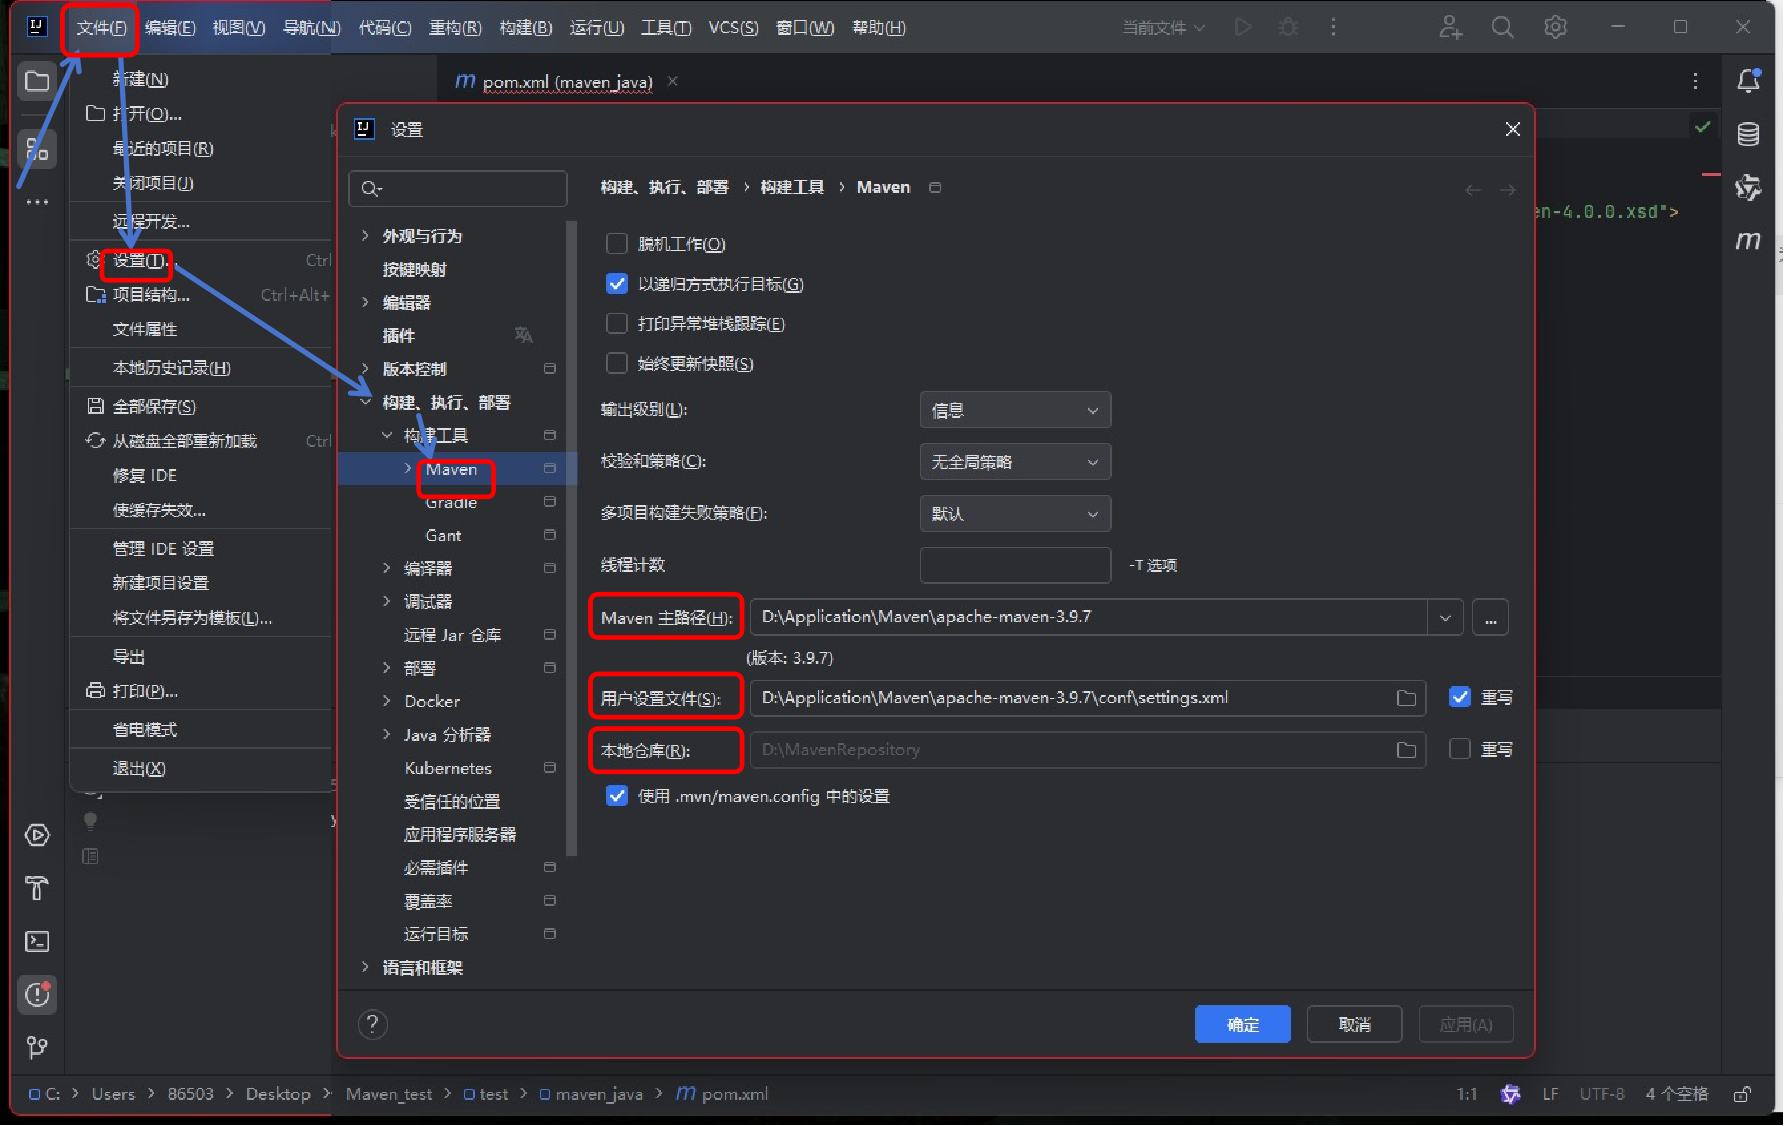 文件(F) 编辑(E) 视图(V) 导航(N) 代码(C) 重构(R) 构建(B) 运行(U) 工具(T) VCS(S) 窗口(W) 帮助(H) 当前文件
新建(N)
打开(O)...
最近的项目(R)
关闭项目(J)
远程开发...
设置(T)... Ctrl
项目结构... Ctrl+Alt+
文件属性
本地历史记录(H)
全部保存(S)
从磁盘全部重新加载 Ctrl
修复 IDE
使缓存失效...
管理 IDE 设置
新建项目设置
将文件另存为模板(L)...
导出
打印(P)...
省电模式
退出(X)
m pom.xml (maven_java)
en-4.0.0.xsd">
m
设置
外观与行为
按键映射
编辑器
插件
版本控制
构建、执行、部署
构建工具
Maven
Gradle
Gant
编译器
调试器
远程 Jar 仓库
部署
Docker
Java 分析器
Kubernetes
受信任的位置
应用程序服务器
必需插件
覆盖率
运行目标
语言和框架
构建、执行、部署 › 构建工具 › Maven
脱机工作(O)
以递归方式执行目标(G)
打印异常堆栈跟踪(E)
始终更新快照(S)
输出级别(L): 信息
校验和策略(C): 无全局策略
多项目构建失败策略(F): 默认
线程计数 -T 选项
Maven 主路径(H): D:\Application\Maven\apache-maven-3.9.7 ...
(版本: 3.9.7)
用户设置文件(S): D:\Application\Maven\apache-maven-3.9.7\conf\settings.xml 重写
本地仓库(R): D:\MavenRepository 重写
使用 .mvn/maven.config 中的设置
? 确定 取消 应用(A)
C: › Users › 86503 › Desktop › Maven_test › test › maven_java › m pom.xml 1:1 LF UTF-8 4 个空格